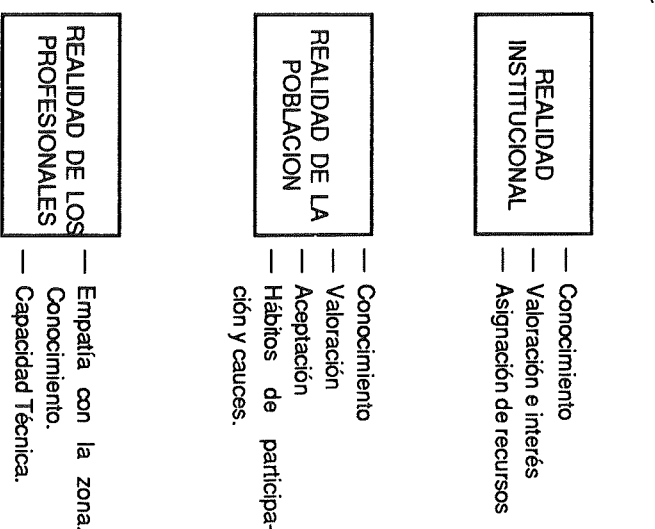 REALIDAD
INSTITUCIONAL
— Conocimiento
— Valoración e interés
— Asignación de recursos
REALIDAD DE LA
POBLACION
— Conocimiento
— Valoración
— Aceptación
— Hábitos de participa-
ción y cauces.
REALIDAD DE LOS
PROFESIONALES
— Empatía con la zona.
Conocimiento.
— Capacidad Técnica.